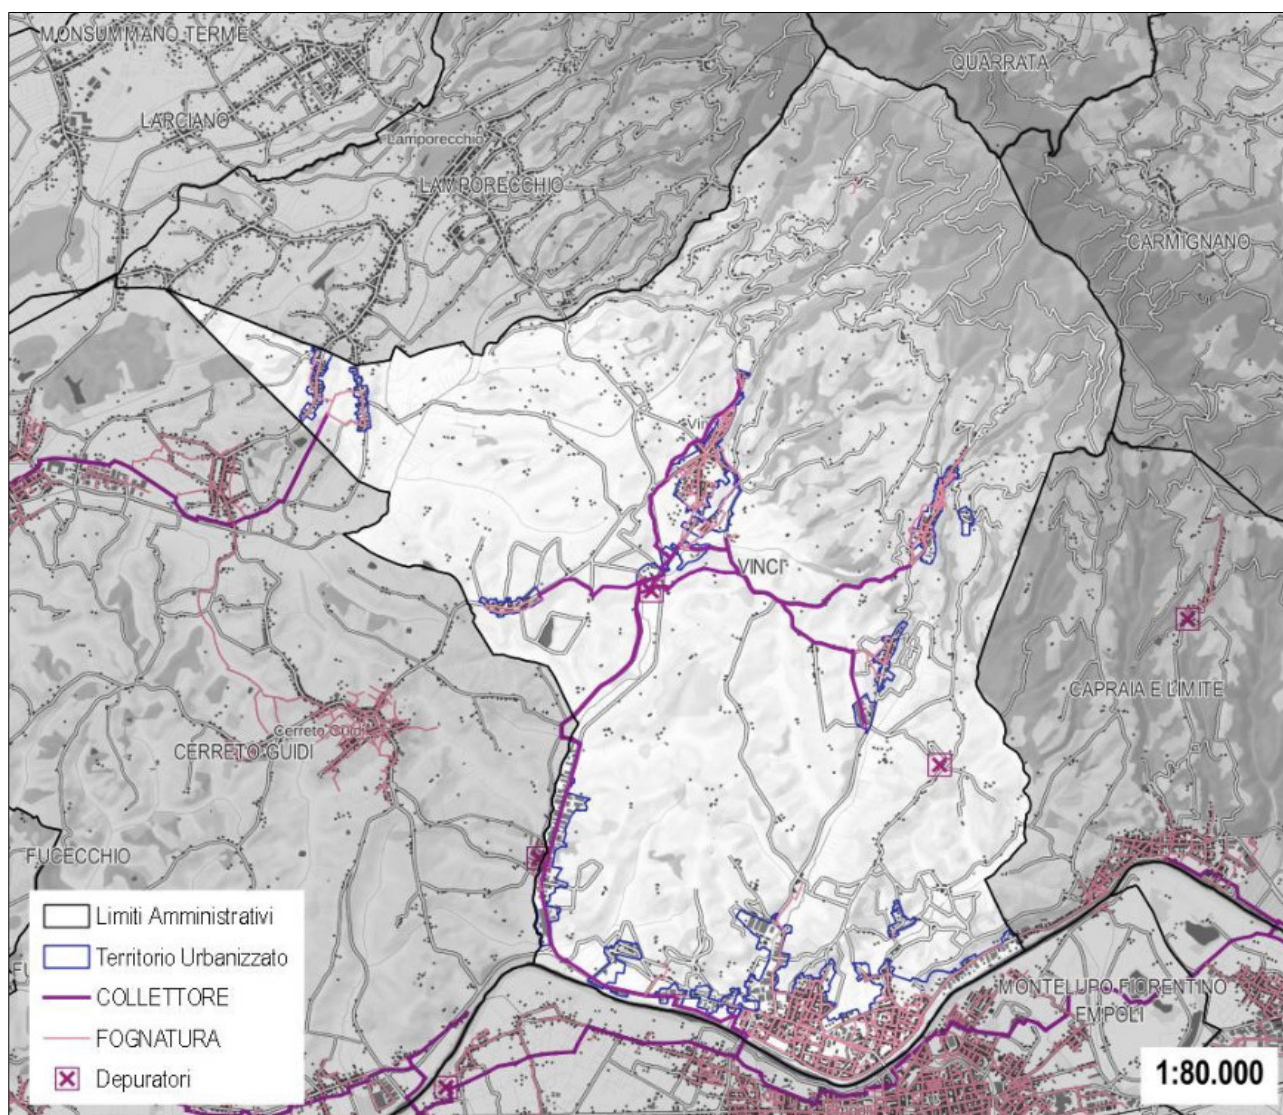 MONSUMMANO TERME
QUARRATA
LARCIANO
Lamporecchio
LAMPORECCHIO
CARMIGNANO
VINCI
CAPRAIA E LIMITE
Cerreto Guidi
CERRETO GUIDI
FUCECCHIO
Limiti Amministrativi
Territorio Urbanizzato
COLLETTORE
FOGNATURA
Depuratori
MONTELUPO FIORENTINO
EMPOLI
1:80.000